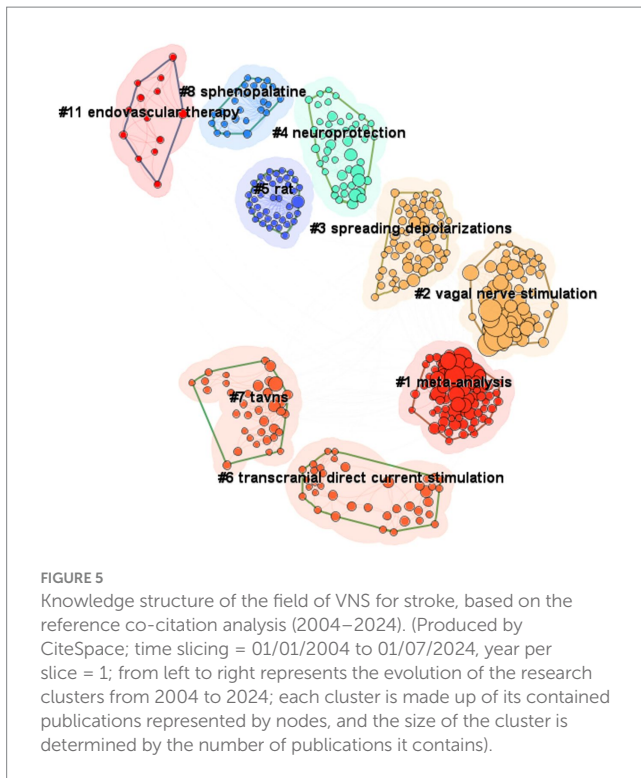 #8 sphenopalatine
#11 endovascular therapy
#4 neuroprotection
#5 rat
#3 spreading depolarizations
#2 vagal nerve stimulation
#1 meta-analysis
#7 tavns
#6 transcranial direct current stimulation
FIGURE 5
Knowledge structure of the field of VNS for stroke, based on the
reference co-citation analysis (2004–2024). (Produced by
CiteSpace; time slicing = 01/01/2004 to 01/07/2024, year per
slice = 1; from left to right represents the evolution of the research
clusters from 2004 to 2024; each cluster is made up of its contained
publications represented by nodes, and the size of the cluster is
determined by the number of publications it contains).